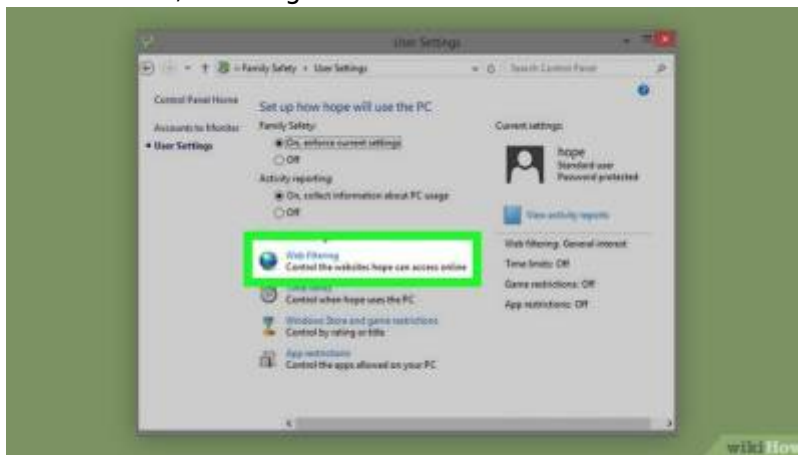 User Settings
Family Safety User Settings Search Control Panel
Control Panel Home
Accounts to Monitor
User Settings
Set up how hope will use the PC
Family Safety:
On, enforce current settings
Off
Activity reporting:
On, collect information about PC usage
Off
Web filtering
Control the websites hope can access online
Control when hope uses the PC
Windows Store and game restrictions
Control by rating or title
App restrictions
Control the apps allowed on your PC
Current settings:
hope
Standard user
Password protected
View activity reports
Web filtering: General interest
Time limits: Off
Game restrictions: Off
App restrictions: Off
wikiHow